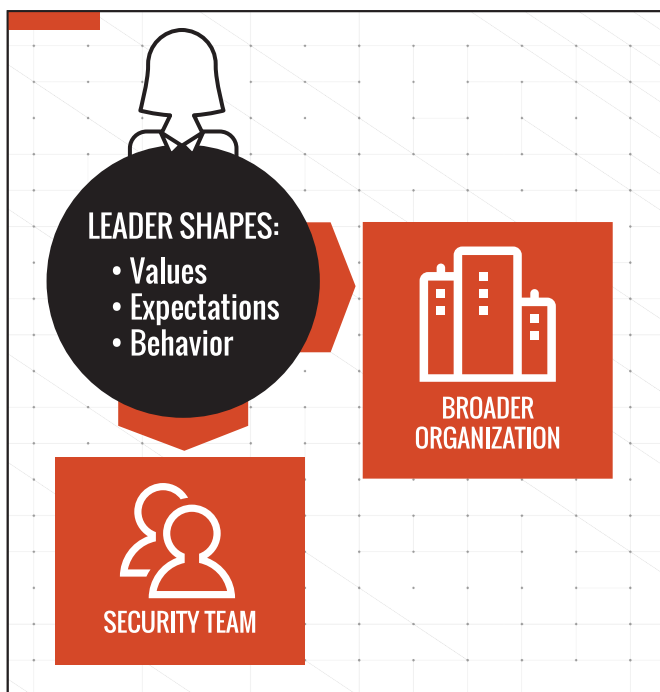 LEADER SHAPES:
• Values
• Expectations
• Behavior
BROADER
ORGANIZATION
SECURITY TEAM